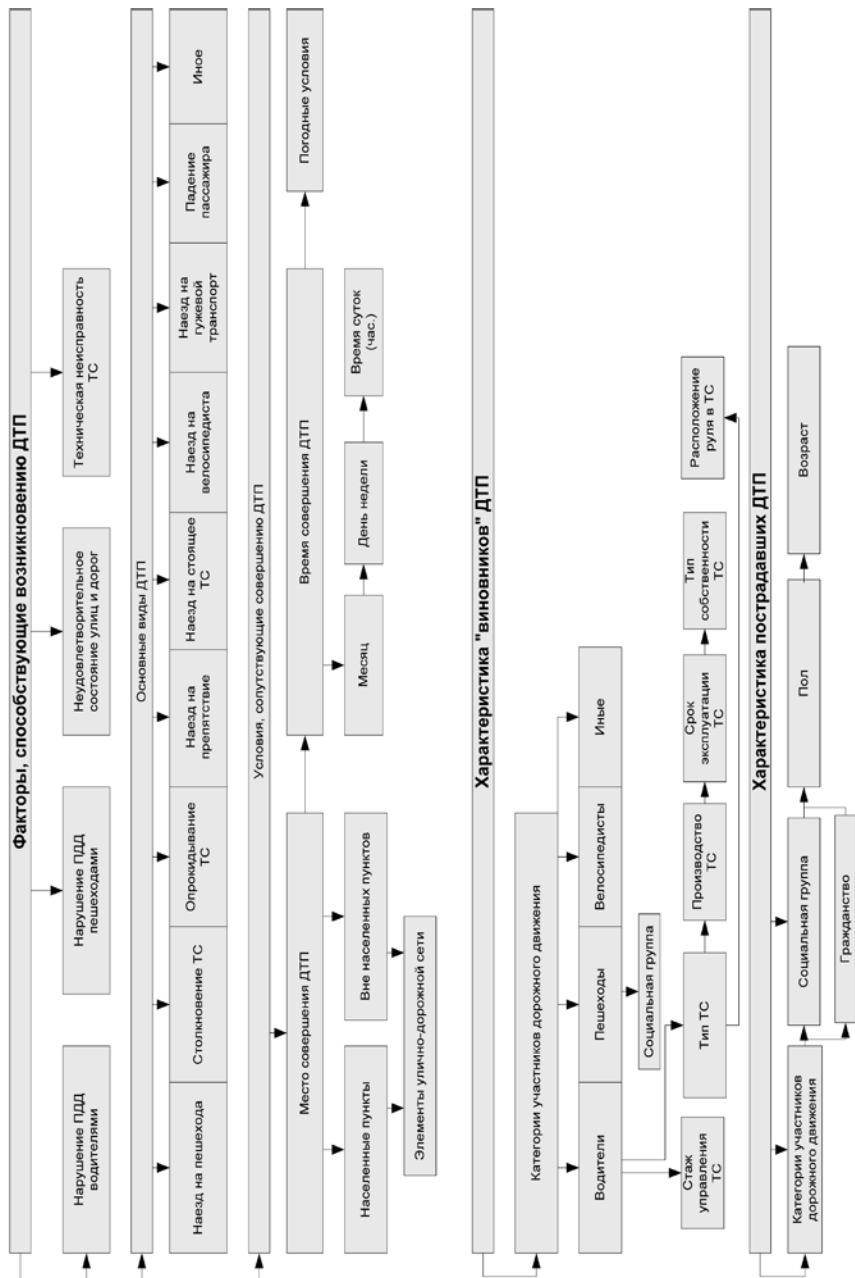 Факторы, способствующие возникновению ДТП
Нарушение ПДД
водителями
Нарушение ПДД
пешеходами
Неудовлетворительное
состояние улиц и дорог
Техническая неисправность
ТС
Основные виды ДТП
Наезд на пешехода
Столкновение ТС
Опрокидывание
ТС
Наезд на
препятствие
Наезд на стоящее
ТС
Наезд на
велосипедиста
Наезд на
гужевой
транспорт
Падение
пассажира
Иное
Условия, сопутствующие совершению ДТП
Место совершения ДТП
Время совершения ДТП
Погодные условия
Населенные пункты
Вне населенных пунктов
Месяц
День недели
Время суток
(час.)
Элементы улично-дорожной сети
Характеристика "виновников" ДТП
Категории участников дорожного движения
Водители
Пешеходы
Велосипедисты
Иные
Социальная группа
Стаж
управления
ТС
Тип ТС
Производство
ТС
Срок
эксплуатации
ТС
Тип
собственности
ТС
Расположение
руля в ТС
Характеристика пострадавших ДТП
Категории участников
дорожного движения
Социальная группа
Пол
Возраст
Гражданство